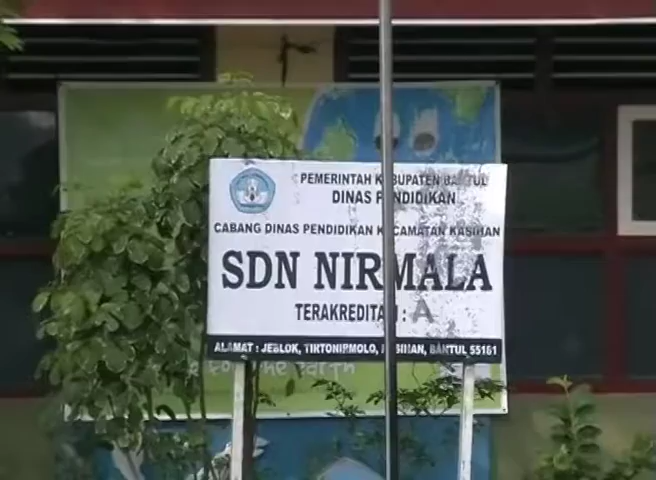 PEMERINTAH KABUPATEN BANTUL
DINAS PENDIDIKAN
CABANG DINAS PENDIDIKAN KECAMATAN KASIHAN
SDN NIRMALA
TERAKREDITASI : A
ALAMAT : JEBLOK, TIRTONIRMOLO, KASIHAN, BANTUL 55181